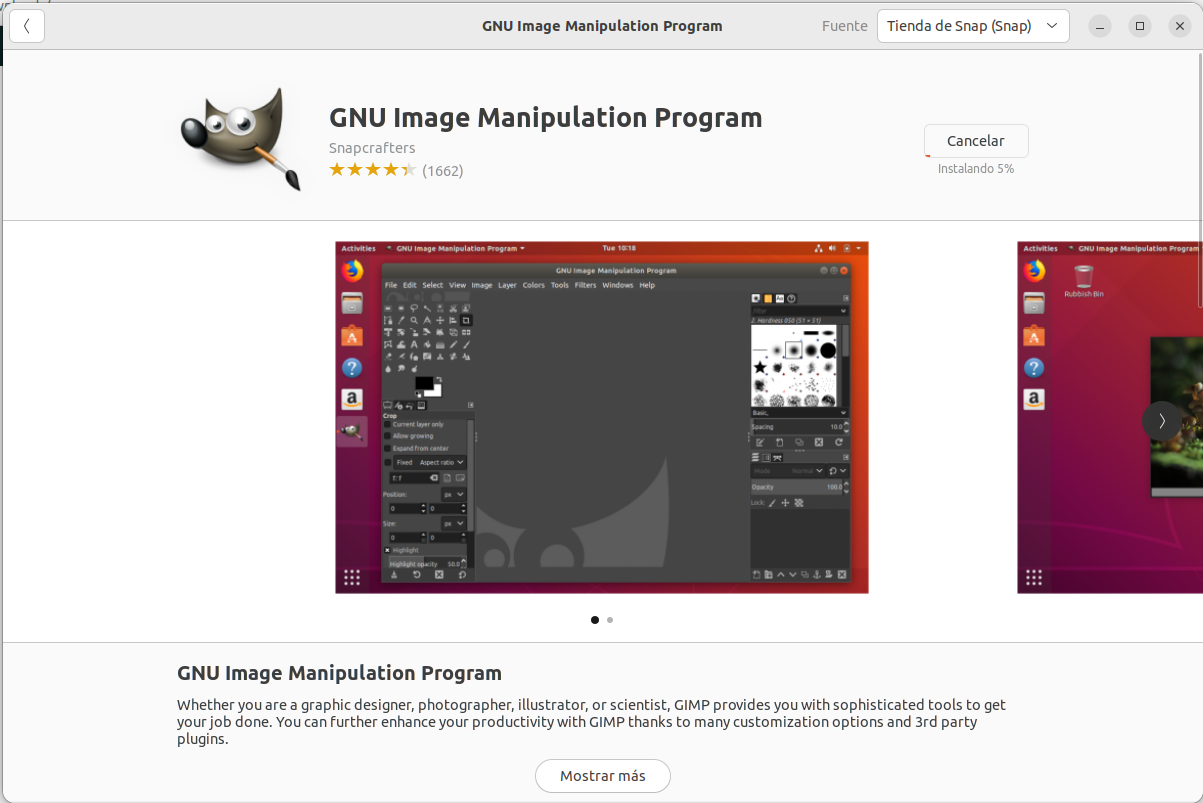 GNU Image Manipulation Program
Fuente
Tienda de Snap (Snap)
GNU Image Manipulation Program
Snapcrafters
(1662)
Cancelar
Instalando 5%
Activities
GNU Image Manipulation Program
Tue 10:18
GNU Image Manipulation Program
File Edit Select View Image Layer Colors Tools Filters Windows Help
2. Hardness 050 (51 × 51)
Basic,
Spacing 10.0
Mode Normal
Opacity 100.0
Lock:
Crop
Current layer only
Allow growing
Expand from center
Fixed Aspect ratio
1:1
Position: px
0 0
Size: px
0 0
Highlight
Highlight opacity 50.0
Activities
GNU Image Manipulation Program
Rubbish Bin
GNU Image Manipulation Program
Whether you are a graphic designer, photographer, illustrator, or scientist, GIMP provides you with sophisticated tools to get
your job done. You can further enhance your productivity with GIMP thanks to many customization options and 3rd party
plugins.
Mostrar más